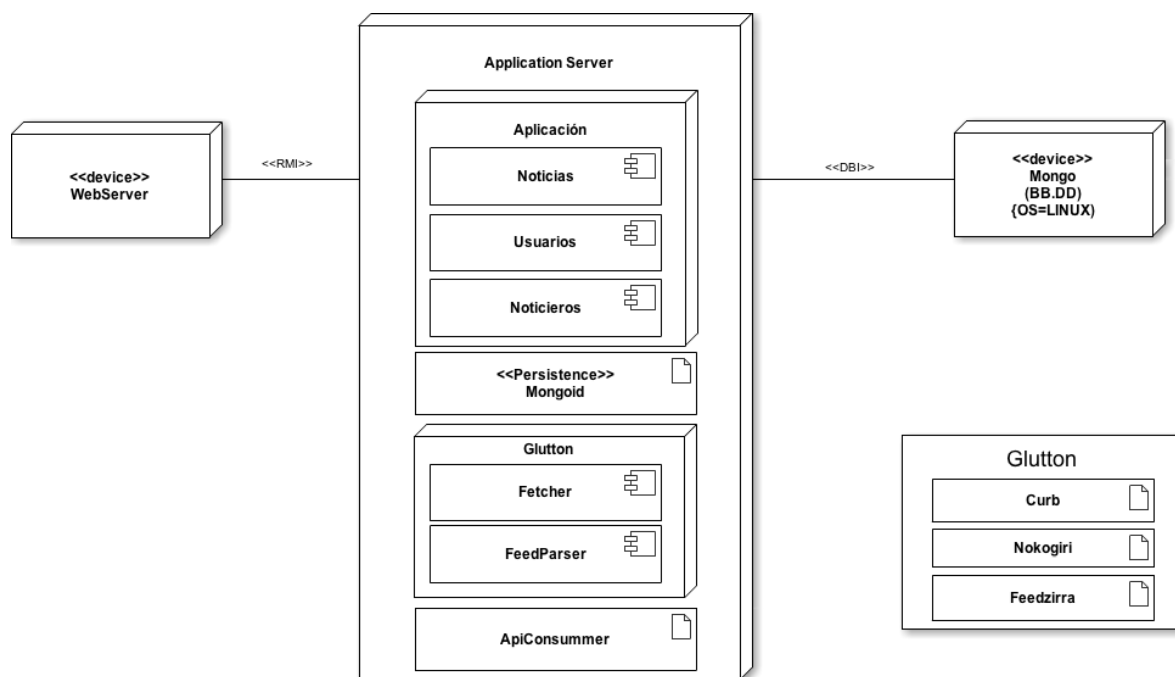 Application Server
Aplicación
Noticias
Usuarios
Noticieros
<<Persistence>>
Mongoid
Glutton
Fetcher
FeedParser
ApiConsummer
<<device>>
WebServer
<<RMI>>
<<DBI>>
<<device>>
Mongo
(BB.DD)
{OS=LINUX)
Glutton
Curb
Nokogiri
Feedzirra